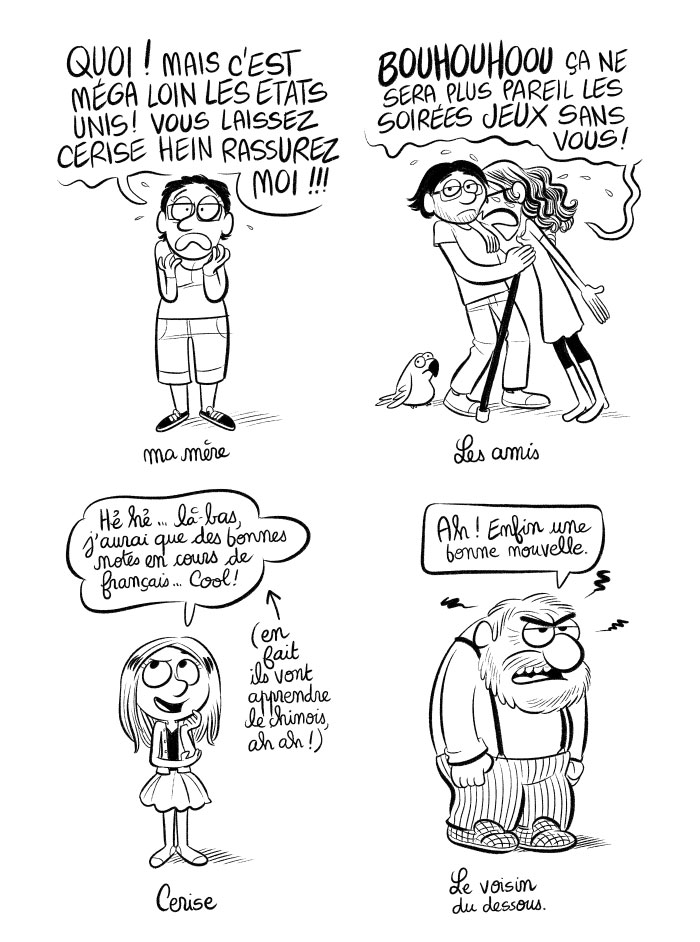 QUOI ! MAIS C'EST
MÉGA LOIN LES ETATS
UNIS! VOUS LAISSEZ
CERISE HEIN RASSUREZ
MOI !!!
ma mère
BOUHOUHOOU ÇA NE
SERA PLUS PAREIL LES
SOIRÉES JEUX SANS
VOUS!
Les amis
Hé hé... là-bas,
j'aurai que des bonnes
notes en cours de
français... Cool!
(en
fait
ils vont
apprendre
le chinois,
ah ah!)
Cerise
Ah! Enfin une
bonne nouvelle.
Le voisin
du dessous.